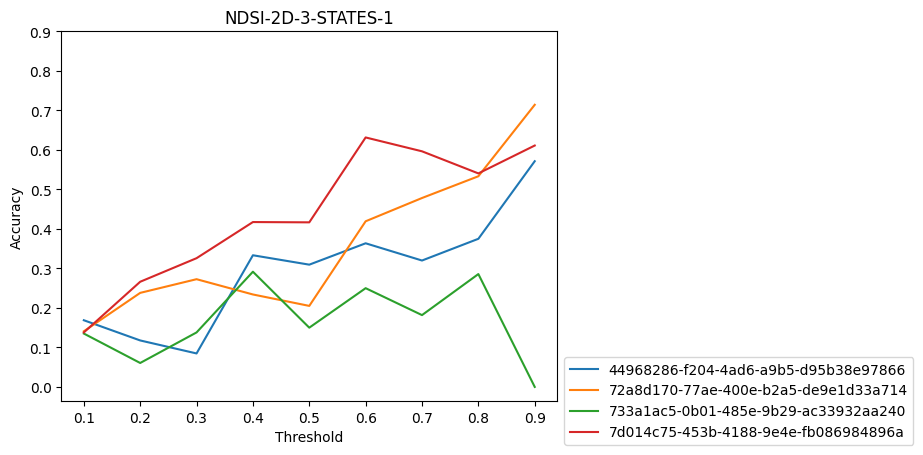 NDSI-2D-3-STATES-1
Accuracy
0.9
0.8
0.7
0.6
0.5
0.4
0.3
0.2
0.1
0.0
0.1 0.2 0.3 0.4 0.5 0.6 0.7 0.8 0.9
Threshold
44968286-f204-4ad6-a9b5-d95b38e97866
72a8d170-77ae-400e-b2a5-de9e1d33a714
733a1ac5-0b01-485e-9b29-ac33932aa240
7d014c75-453b-4188-9e4e-fb086984896a